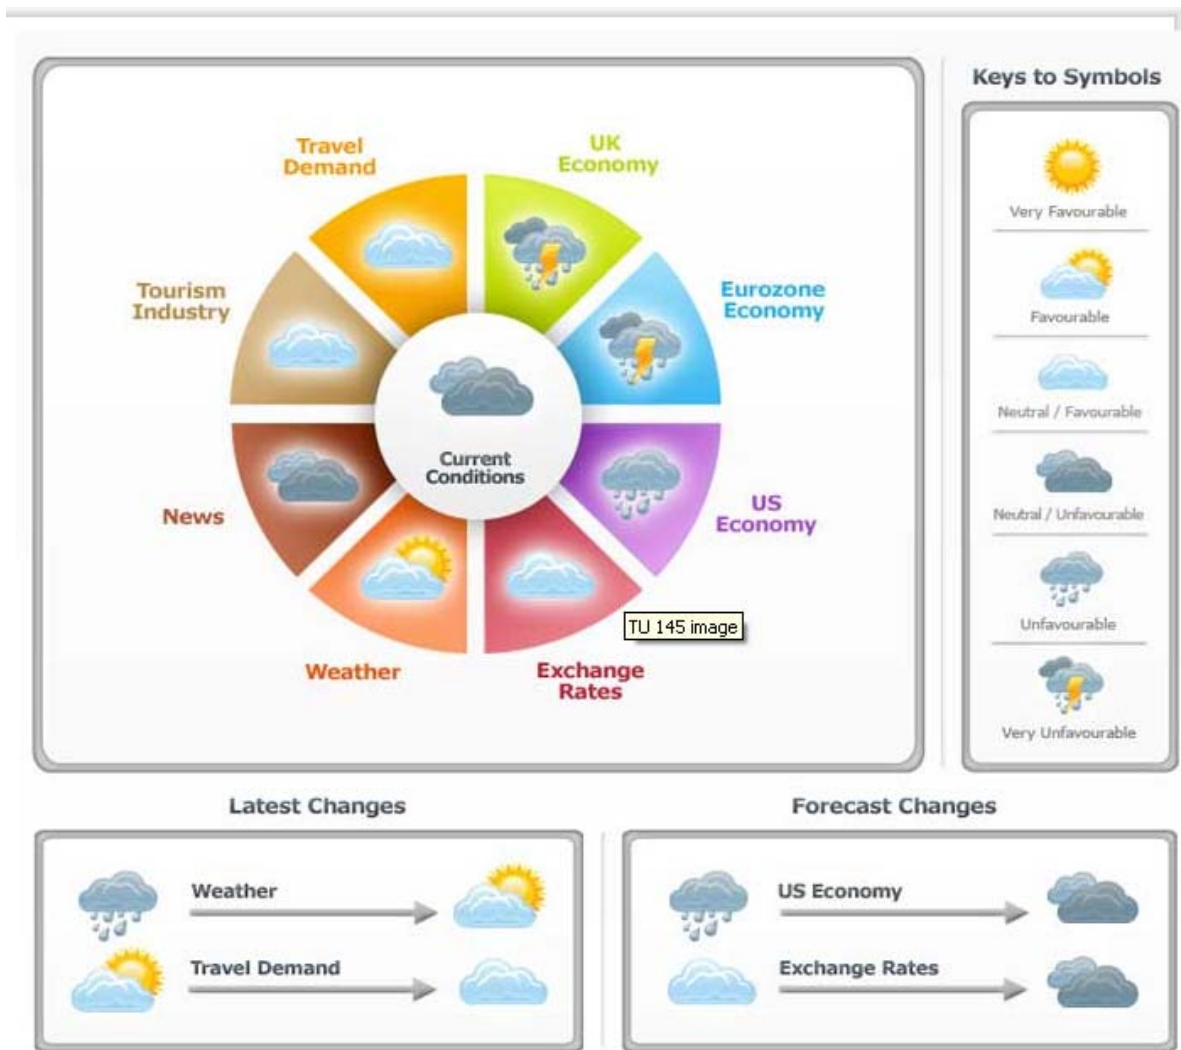 Keys to Symbols
Travel
Demand
UK
Economy
Tourism
Industry
Eurozone
Economy
Current
Conditions
News
US
Economy
Weather
Exchange
Rates
TU 145 image
Very Favourable
Favourable
Neutral / Favourable
Neutral / Unfavourable
Unfavourable
Very Unfavourable
Latest Changes
Weather
Travel Demand
Forecast Changes
US Economy
Exchange Rates